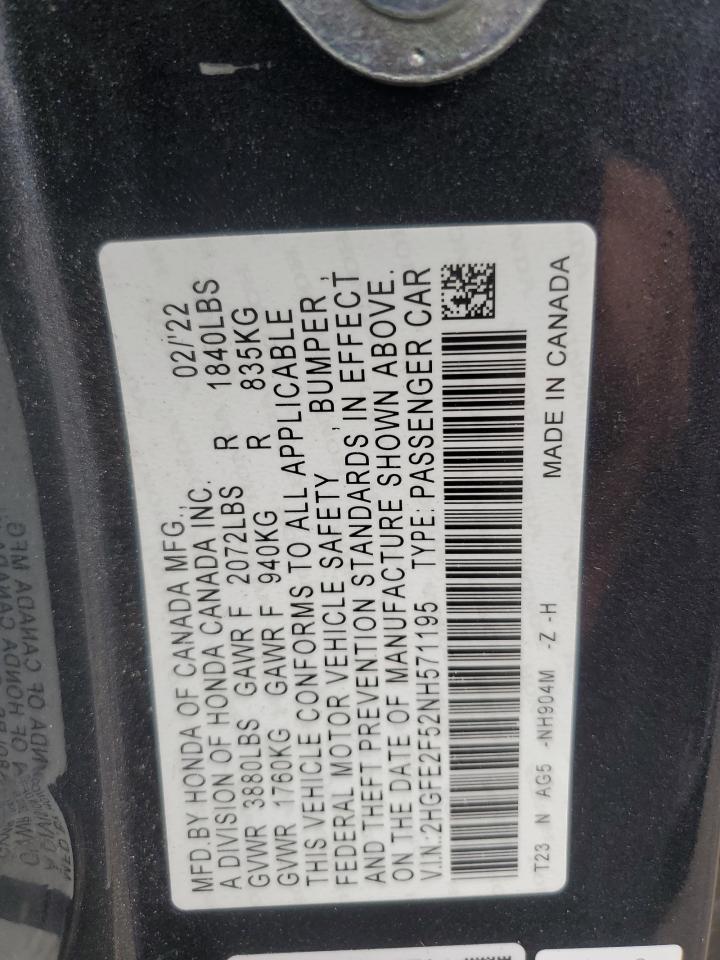 MFD.BY HONDA OF CANADA MFG., 02/'22
A DIVISION OF HONDA CANADA INC.
GVWR 3880LBS GAWR F 2072LBS R 1840LBS
GVWR 1760KG GAWR F 940KG R 835KG
THIS VEHICLE CONFORMS TO ALL APPLICABLE
FEDERAL MOTOR VEHICLE SAFETY , BUMPER ,
AND THEFT PREVENTION STANDARDS IN EFFECT
ON THE DATE OF MANUFACTURE SHOWN ABOVE.
V.I.N.:2HGFE2F52NH571195 TYPE: PASSENGER CAR
T23 N AG5 -NH904M -Z -H MADE IN CANADA